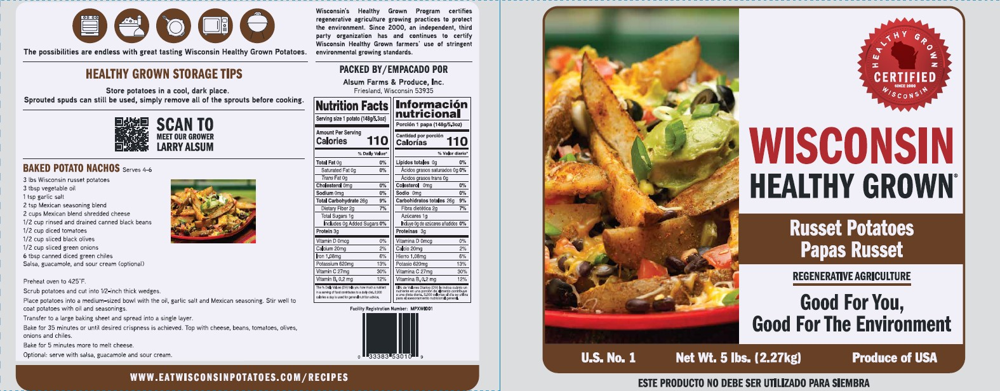 The possibilities are endless with great tasting Wisconsin Healthy Grown Potatoes.
HEALTHY GROWN STORAGE TIPS
Store potatoes in a cool, dark place.
Sprouted spuds can still be used, simply remove all of the sprouts before cooking.
SCAN TO
MEET OUR GROWER
LARRY ALSUM
BAKED POTATO NACHOS Serves 4-6
3 lbs Wisconsin russet potatoes
3 tbsp vegetable oil
1 tsp garlic salt
2 tsp Mexican seasoning blend
2 cups Mexican blend shredded cheese
1/2 cup rinsed and drained canned black beans
1/2 cup diced tomatoes
1/2 cup sliced black olives
1/2 cup sliced green onions
6 tbsp canned diced green chiles
Salsa, guacamole, and sour cream (optional)
Preheat oven to 425°F.
Scrub potatoes and cut into 1/2-inch thick wedges.
Place potatoes into a medium-sized bowl with the oil, garlic salt and Mexican seasoning. Stir well to
coat potatoes with oil and seasonings.
Transfer to a large baking sheet and spread into a single layer.
Bake for 35 minutes or until desired crispness is achieved. Top with cheese, beans, tomatoes, olives,
onions and chiles.
Bake for 5 minutes more to melt cheese.
Optional: serve with salsa, guacamole and sour cream.
Wisconsin's Healthy Grown Program certifies
regenerative agriculture growing practices to protect
the environment. Since 2000, an independent, third
party organization has and continues to certify
Wisconsin Healthy Grown farmers' use of stringent
environmental growing standards.
PACKED BY/EMPACADO POR
Alsum Farms & Produce, Inc.
Friesland, Wisconsin 53935
Nutrition Facts
Serving size 1 potato (148g/5.3oz)
Amount Per Serving
Calories 110
% Daily Value*
Total Fat 0g 0%
Saturated Fat 0g 0%
Trans Fat 0g
Cholesterol 0mg 0%
Sodium 0mg 0%
Total Carbohydrate 26g 9%
Dietary Fiber 2g 7%
Total Sugars 1g
Includes 0g Added Sugars 0%
Protein 3g
Vitamin D 0mcg 0%
Calcium 20mg 2%
Iron 1.08mg 6%
Potassium 620mg 13%
Vitamin C 27mg 30%
Vitamin B6 0.2 mg 12%
The % Daily Values (DV) tells you how much a nutrient
in a serving of food contributes to a daily diet. 2,000
calories a day is used for general nutrition advice.
Información
nutricional
Porción 1 papa (148g/5.3oz)
Cantidad por porción
Calorías 110
% Valor diario*
Lípidos totales 0g 0%
Ácidos grasos saturados 0g 0%
Ácidos grasos trans 0g
Colesterol 0mg 0%
Sodio 0mg 0%
Carbohidratos totales 26g 9%
Fibra dietética 2g 7%
Azúcares 1g
Incluye 0g de azúcares añadidos 0%
Proteínas 3g
Vitamina D 0mcg 0%
Calcio 20mg 2%
Hierro 1.08mg 6%
Potasio 620mg 13%
Vitamina C 27mg 30%
Vitamina B6 0.2 mg 12%
El % de Valores Diarios (DV) le indica cuánto un
nutriente en una porción de alimento contribuye
a una dieta diaria. 2,000 calorías al día se utiliza
para el asesoramiento nutricional general.
Facility Registration Number: MPXWI001
0 33383 53010 9
WWW.EATWISCONSINPOTATOES.COM/RECIPES
HEALTHY GROWN
CERTIFIED
SINCE 2000
WISCONSIN
WISCONSIN
HEALTHY GROWN®
Russet Potatoes
Papas Russet
REGENERATIVE AGRICULTURE
Good For You,
Good For The Environment
U.S. No. 1 Net Wt. 5 lbs. (2.27kg) Produce of USA
ESTE PRODUCTO NO DEBE SER UTILIZADO PARA SIEMBRA